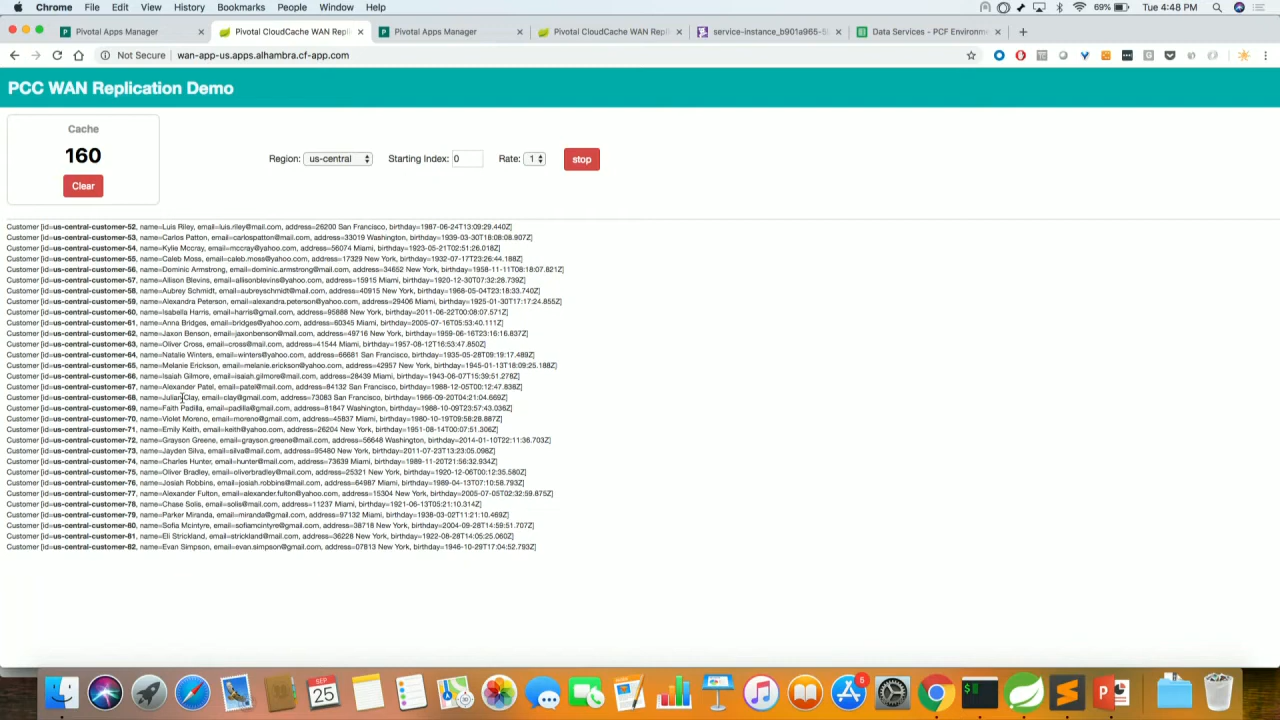 Chrome File Edit View History Bookmarks People Window Help 69% Tue 4:48 PM
Pivotal Apps Manager Pivotal CloudCache WAN Repli Pivotal Apps Manager Pivotal CloudCache WAN Repli service-instance_b901a965-5 Data Services - PCF Environme
Not Secure wan-app-us.apps.alhambra.cf-app.com
PCC WAN Replication Demo
Cache
160
Clear
Region: us-central Starting Index: 0 Rate: 1 stop
Customer [id=us-central-customer-52, name=Luis Riley, email=luis.riley@mail.com, address=26200 San Francisco, birthday=1987-06-24T13:09:29.440Z]
Customer [id=us-central-customer-53, name=Carlos Patton, email=carlospatton@mail.com, address=33019 Washington, birthday=1939-03-30T18:08:08.907Z]
Customer [id=us-central-customer-54, name=Kylie Mccray, email=mccray@yahoo.com, address=56074 Miami, birthday=1923-05-21T02:51:26.018Z]
Customer [id=us-central-customer-55, name=Caleb Moss, email=caleb.moss@yahoo.com, address=17329 New York, birthday=1932-07-17T23:26:44.188Z]
Customer [id=us-central-customer-56, name=Dominic Armstrong, email=dominic.armstrong@mail.com, address=34652 New York, birthday=1958-11-11T08:18:07.821Z]
Customer [id=us-central-customer-57, name=Allison Blevins, email=allisonblevins@yahoo.com, address=15915 Miami, birthday=1920-12-30T07:32:28.739Z]
Customer [id=us-central-customer-58, name=Aubrey Schmidt, email=aubreyschmidt@mail.com, address=40915 New York, birthday=1968-05-04T23:18:33.740Z]
Customer [id=us-central-customer-59, name=Alexandra Peterson, email=alexandra.peterson@yahoo.com, address=29406 Miami, birthday=1925-01-30T17:17:24.855Z]
Customer [id=us-central-customer-60, name=Isabella Harris, email=harris@gmail.com, address=95888 New York, birthday=2011-06-22T00:08:07.571Z]
Customer [id=us-central-customer-61, name=Anna Bridges, email=bridges@yahoo.com, address=60345 Miami, birthday=2005-07-16T05:53:40.111Z]
Customer [id=us-central-customer-62, name=Jaxon Benson, email=jaxonbenson@mail.com, address=49716 New York, birthday=1959-06-16T23:16:16.837Z]
Customer [id=us-central-customer-63, name=Oliver Cross, email=cross@mail.com, address=41544 Miami, birthday=1957-08-12T16:53:47.850Z]
Customer [id=us-central-customer-64, name=Natalie Winters, email=winters@yahoo.com, address=66681 San Francisco, birthday=1935-05-28T09:19:17.489Z]
Customer [id=us-central-customer-65, name=Melanie Erickson, email=melanie.erickson@yahoo.com, address=42957 New York, birthday=1945-01-13T18:09:25.188Z]
Customer [id=us-central-customer-66, name=Isaiah Gilmore, email=isaiah.gilmore@mail.com, address=28439 Miami, birthday=1943-06-07T15:39:51.278Z]
Customer [id=us-central-customer-67, name=Alexander Patel, email=patel@mail.com, address=84132 San Francisco, birthday=1988-12-05T00:12:47.838Z]
Customer [id=us-central-customer-68, name=Julian Clay, email=clay@gmail.com, address=73083 San Francisco, birthday=1966-09-20T04:21:04.669Z]
Customer [id=us-central-customer-69, name=Faith Padilla, email=padilla@gmail.com, address=81847 Washington, birthday=1988-10-09T23:57:43.036Z]
Customer [id=us-central-customer-70, name=Violet Moreno, email=moreno@gmail.com, address=45837 Miami, birthday=1980-10-19T09:58:28.887Z]
Customer [id=us-central-customer-71, name=Emily Keith, email=keith@yahoo.com, address=26204 New York, birthday=1951-08-14T00:07:51.306Z]
Customer [id=us-central-customer-72, name=Grayson Greene, email=grayson.greene@mail.com, address=56648 Washington, birthday=2014-01-10T22:11:36.703Z]
Customer [id=us-central-customer-73, name=Jayden Silva, email=silva@mail.com, address=95480 New York, birthday=2011-07-23T13:23:05.098Z]
Customer [id=us-central-customer-74, name=Charles Hunter, email=hunter@mail.com, address=73639 Miami, birthday=1989-11-20T21:56:32.934Z]
Customer [id=us-central-customer-75, name=Oliver Bradley, email=oliverbradley@mail.com, address=25321 New York, birthday=1920-12-06T00:12:35.580Z]
Customer [id=us-central-customer-76, name=Josiah Robbins, email=josiah.robbins@mail.com, address=64987 Miami, birthday=1989-04-13T07:10:58.793Z]
Customer [id=us-central-customer-77, name=Alexander Fulton, email=alexander.fulton@yahoo.com, address=15304 New York, birthday=2005-07-05T02:32:59.875Z]
Customer [id=us-central-customer-78, name=Chase Solis, email=solis@mail.com, address=11237 Miami, birthday=1921-06-13T05:21:10.314Z]
Customer [id=us-central-customer-79, name=Parker Miranda, email=miranda@gmail.com, address=97132 Miami, birthday=1938-03-02T11:21:10.469Z]
Customer [id=us-central-customer-80, name=Sofia Mcintyre, email=sofiamcintyre@gmail.com, address=38718 New York, birthday=2004-09-28T14:59:51.707Z]
Customer [id=us-central-customer-81, name=Eli Strickland, email=strickland@mail.com, address=36228 New York, birthday=1922-08-28T14:05:25.060Z]
Customer [id=us-central-customer-82, name=Evan Simpson, email=evan.simpson@gmail.com, address=07813 New York, birthday=1946-10-29T17:04:52.793Z]
SEP
25
5